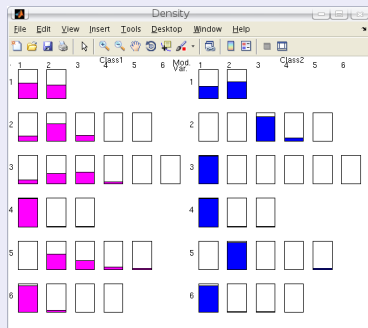 Density
File Edit View Insert Tools Desktop Window Help
Class1 Class2
1 2 3 4 5 6 Mod. 1 2 3 4 5 6
Var.
1 1
2 2
3 3
4 4
5 5
6 6